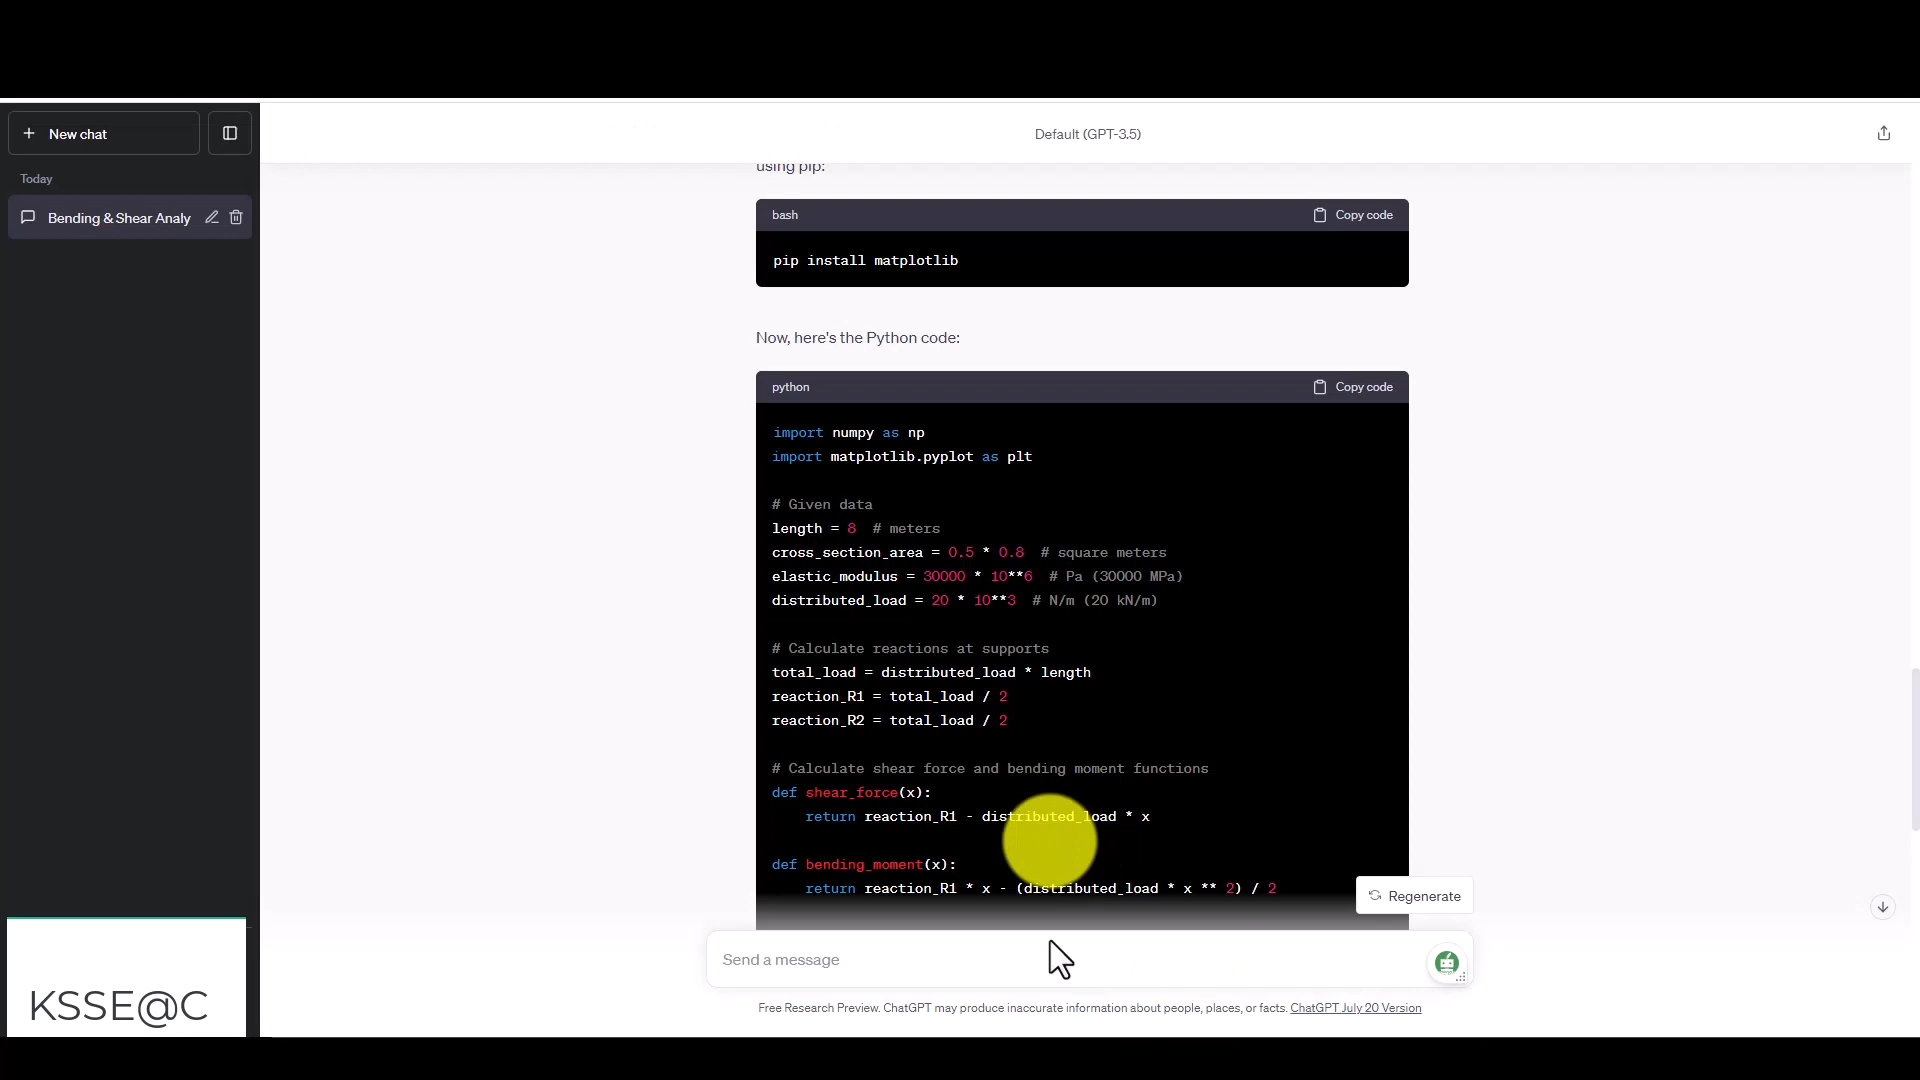 New chat
Default (GPT-3.5)
Today
Bending & Shear Analy
using pip:
bash
Copy code
pip install matplotlib
Now, here's the Python code:
python
Copy code
import numpy as np
import matplotlib.pyplot as plt
# Given data
length = 8  # meters
cross_section_area = 0.5 * 0.8  # square meters
elastic_modulus = 30000 * 10**6  # Pa (30000 MPa)
distributed_load = 20 * 10**3  # N/m (20 kN/m)
# Calculate reactions at supports
total_load = distributed_load * length
reaction_R1 = total_load / 2
reaction_R2 = total_load / 2
# Calculate shear force and bending moment functions
def shear_force(x):
    return reaction_R1 - distributed_load * x
def bending_moment(x):
    return reaction_R1 * x - (distributed_load * x ** 2) / 2
Regenerate
Send a message
Free Research Preview. ChatGPT may produce inaccurate information about people, places, or facts. ChatGPT July 20 Version
KSSE@C